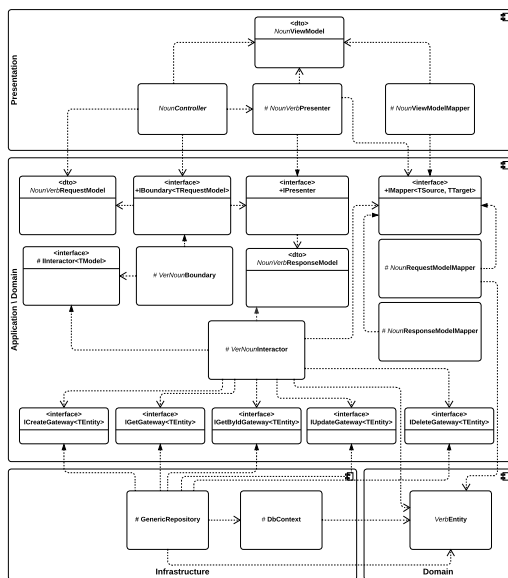 <dto>
NounViewModel
Presentation
NounController
# NounVerbPresenter
# NounViewModelMapper
<dto>
NounVerbRequestModel
<interface>
+IBoundary<TRequestModel>
<interface>
+IPresenter
<interface>
+IMapper<TSource, TTarget>
Application \ Domain
<interface>
# IInteractor<TModel>
# VerNounBoundary
<dto>
NounVerbResponseModel
# NounRequestModelMapper
# NounResponseModelMapper
# VerNounInteractor
<interface>
ICreateGateway<TEntity>
<interface>
IGetGateway<TEntity>
<interface>
IGetByIdGateway<TEntity>
<interface>
IUpdateGateway<TEntity>
<interface>
IDeleteGateway<TEntity>
# GenericRepository
# DbContext
VerbEntity
Infrastructure
Domain